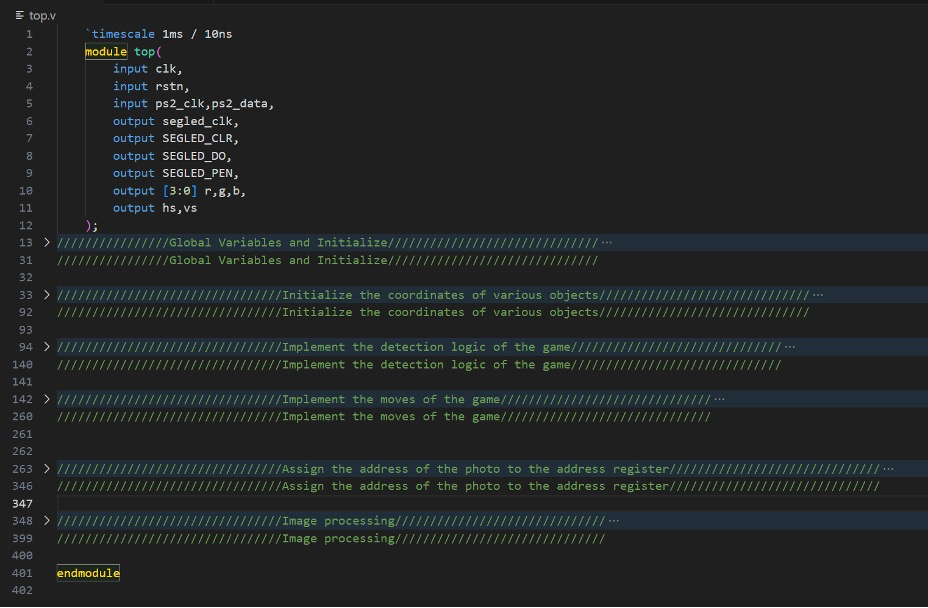 top.v
1 `timescale 1ms / 10ns
2 module top(
3 input clk,
4 input rstn,
5 input ps2_clk,ps2_data,
6 output segled_clk,
7 output SEGLED_CLR,
8 output SEGLED_DO,
9 output SEGLED_PEN,
10 output [3:0] r,g,b,
11 output hs,vs
12 );
13 ////////////////Global Variables and Initialize////////////////////////////// ···
31 ////////////////Global Variables and Initialize//////////////////////////////
32
33 ////////////////////////////////Initialize the coordinates of various objects////////////////////////////// ···
92 ////////////////////////////////Initialize the coordinates of various objects//////////////////////////////
93
94 ////////////////////////////////Implement the detection logic of the game////////////////////////////// ···
140 ////////////////////////////////Implement the detection logic of the game//////////////////////////////
141
142 ////////////////////////////////Implement the moves of the game////////////////////////////// ···
260 ////////////////////////////////Implement the moves of the game//////////////////////////////
261
262
263 ////////////////////////////////Assign the address of the photo to the address register////////////////////////////// ···
346 ////////////////////////////////Assign the address of the photo to the address register//////////////////////////////
347
348 ////////////////////////////////Image processing////////////////////////////// ···
399 ////////////////////////////////Image processing//////////////////////////////
400
401 endmodule
402